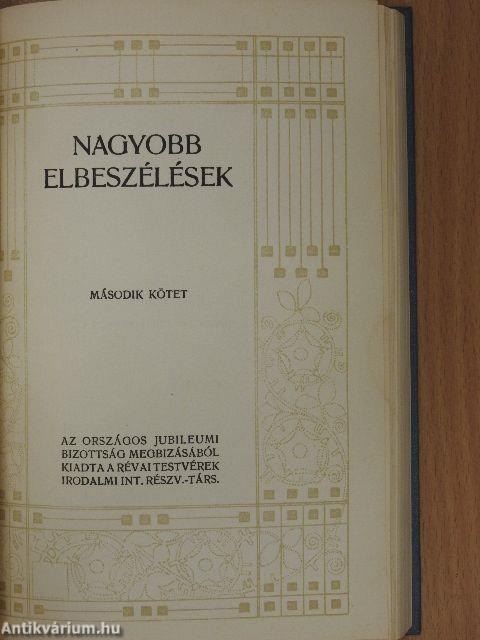 NAGYOBB
ELBESZÉLÉSEK
MÁSODIK KÖTET
AZ ORSZÁGOS JUBILEUMI
BIZOTTSÁG MEGBIZÁSÁBÓL
KIADTA A RÉVAI TESTVÉREK
IRODALMI INT. RÉSZV.-TÁRS.
Antikvárium.hu